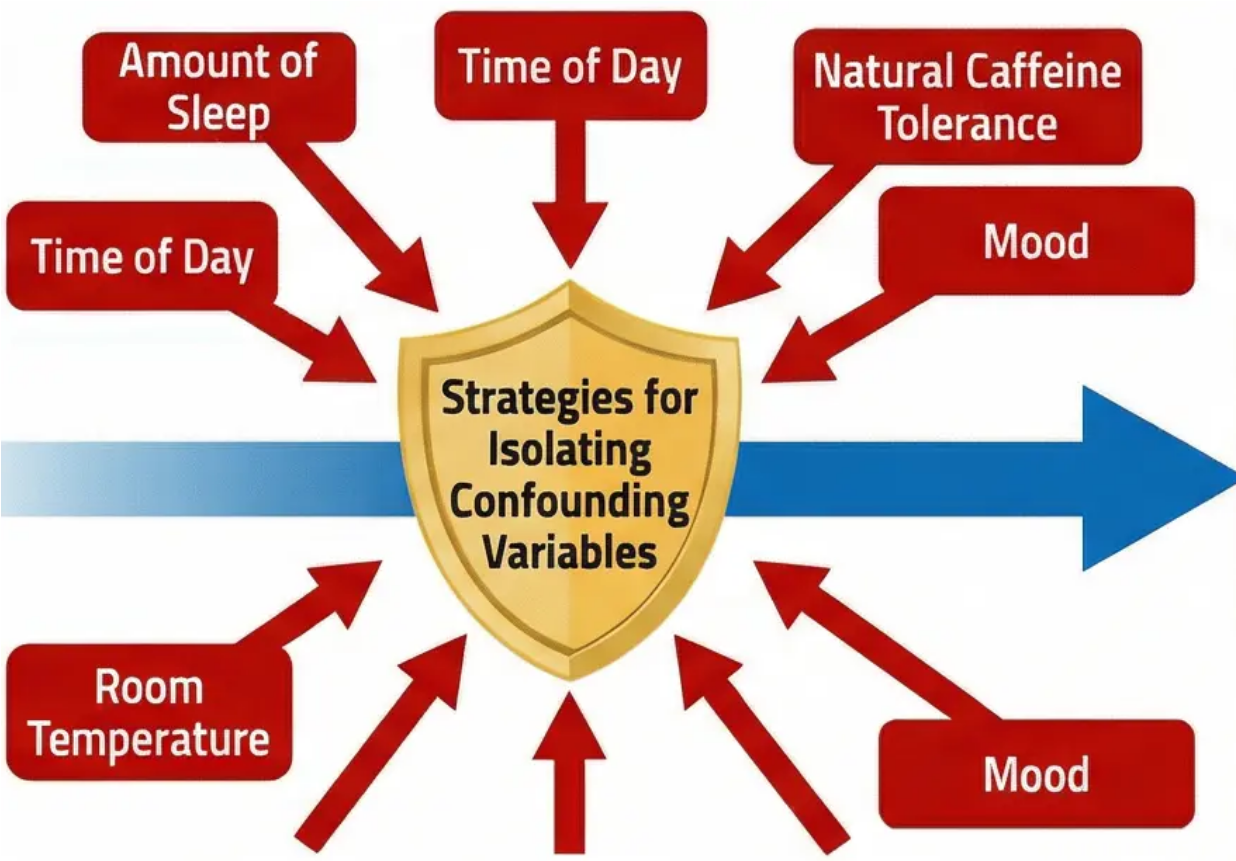 Amount of
Sleep
Time of Day
Natural Caffeine
Tolerance
Time of Day
Mood
Strategies for
Isolating
Confounding
Variables
Room
Temperature
Mood